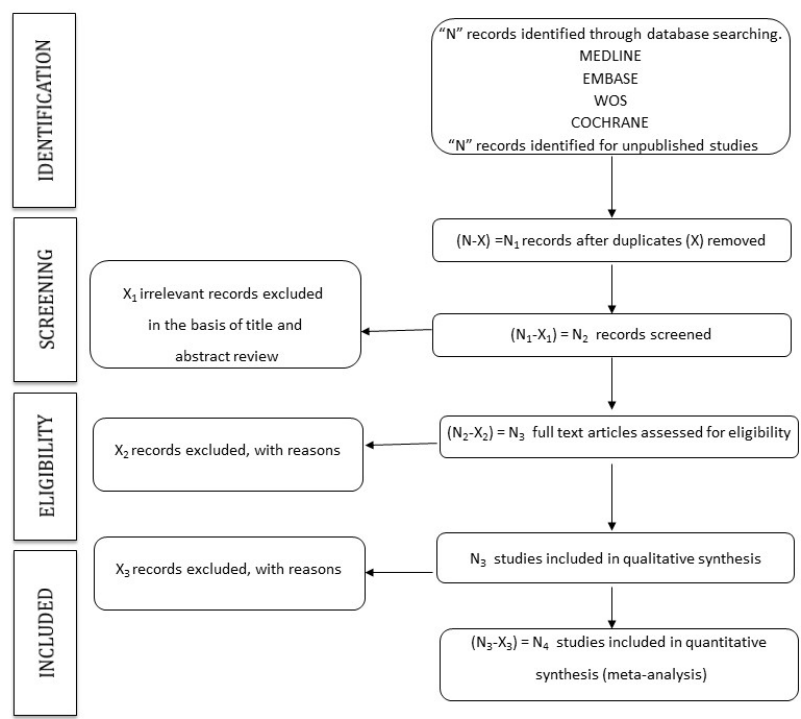 IDENTIFICATION
“N” records identified through database searching.
MEDLINE
EMBASE
WOS
COCHRANE
“N” records identified for unpublished studies
SCREENING
(N-X) =N₁ records after duplicates (X) removed
X₁ irrelevant records excluded
in the basis of title and
abstract review
(N₁-X₁) = N₂ records screened
ELIGIBILITY
(N₂-X₂) = N₃ full text articles assessed for eligibility
X₂ records excluded, with reasons
INCLUDED
N₃ studies included in qualitative synthesis
X₃ records excluded, with reasons
(N₃-X₃) = N₄ studies included in quantitative
synthesis (meta-analysis)